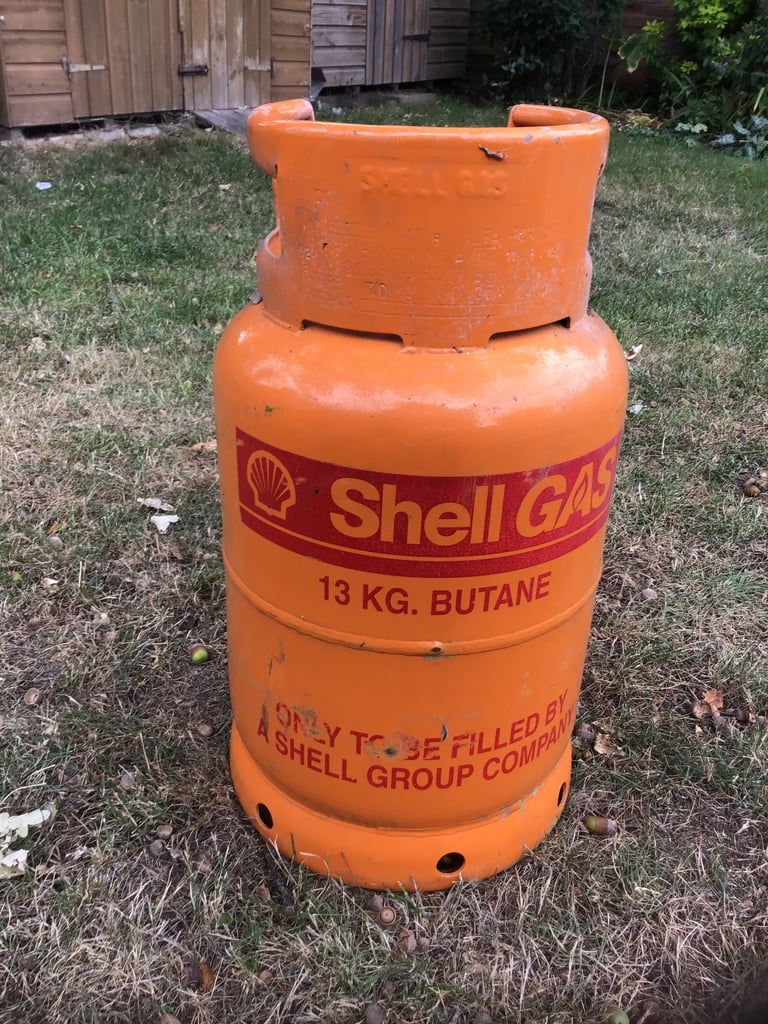 SHELL GAS
Shell GAS
13 KG. BUTANE
ONLY TO BE FILLED BY
A SHELL GROUP COMPANY